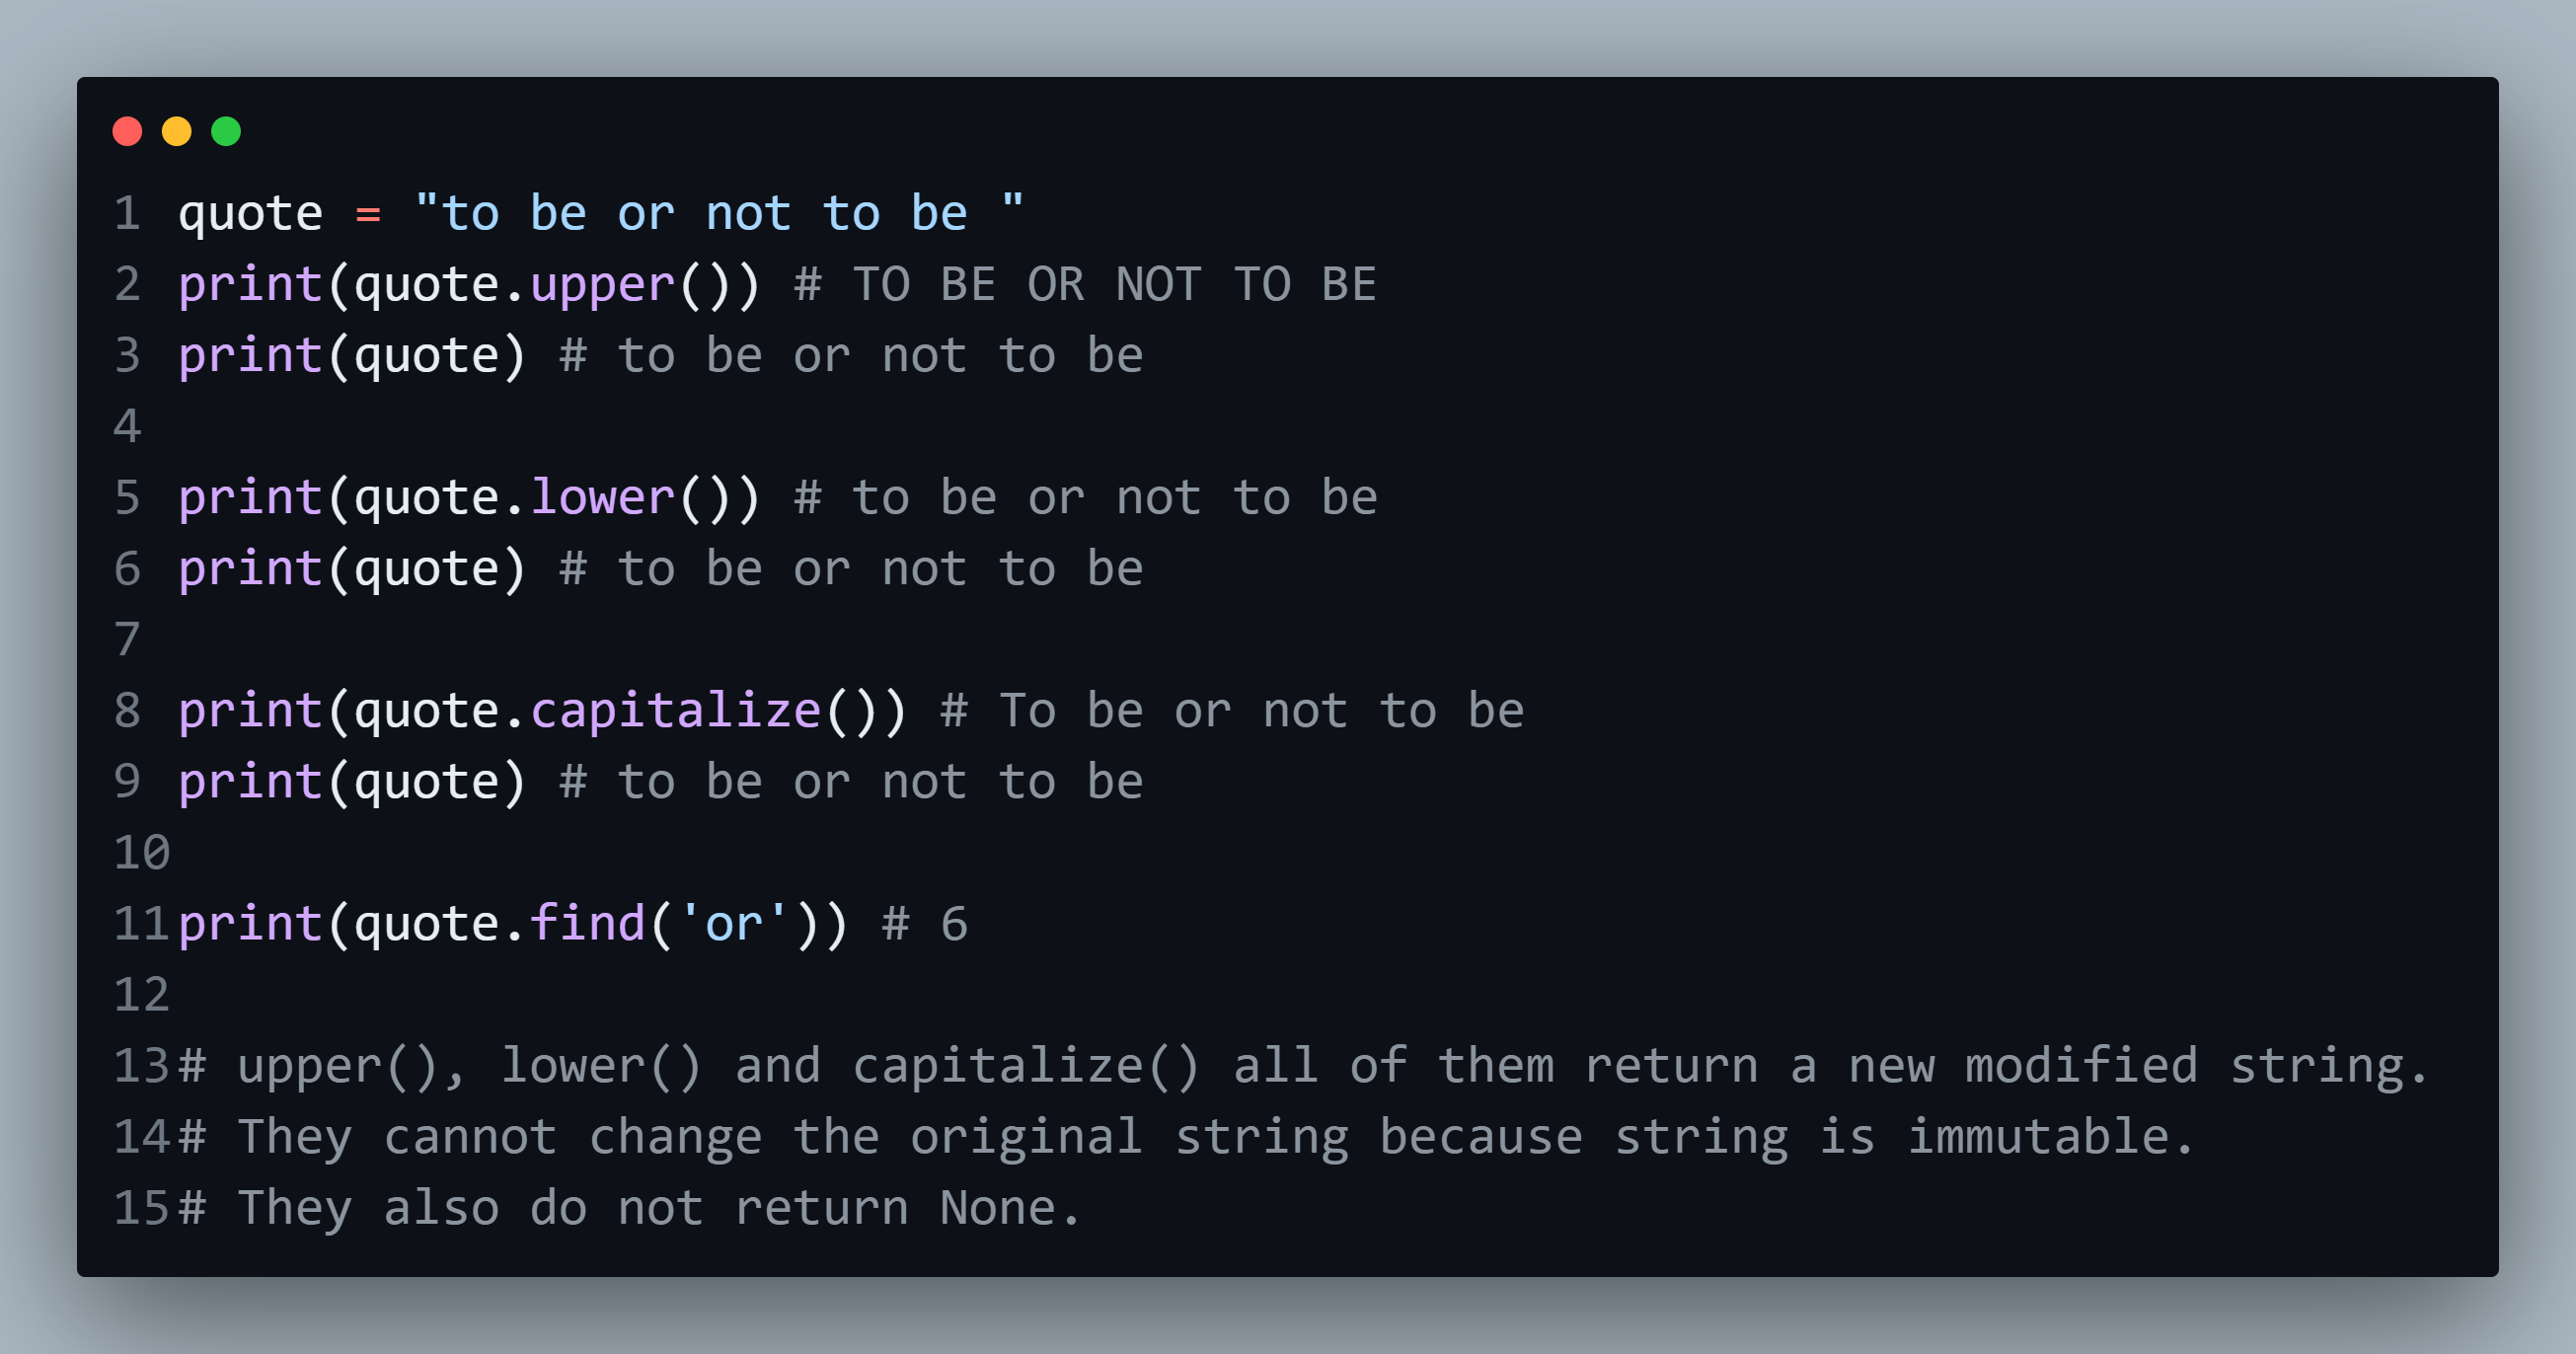 1 quote = "to be or not to be "
2 print(quote.upper()) # TO BE OR NOT TO BE
3 print(quote) # to be or not to be
4
5 print(quote.lower()) # to be or not to be
6 print(quote) # to be or not to be
7
8 print(quote.capitalize()) # To be or not to be
9 print(quote) # to be or not to be
10
11 print(quote.find('or')) # 6
12
13 # upper(), lower() and capitalize() all of them return a new modified string.
14 # They cannot change the original string because string is immutable.
15 # They also do not return None.